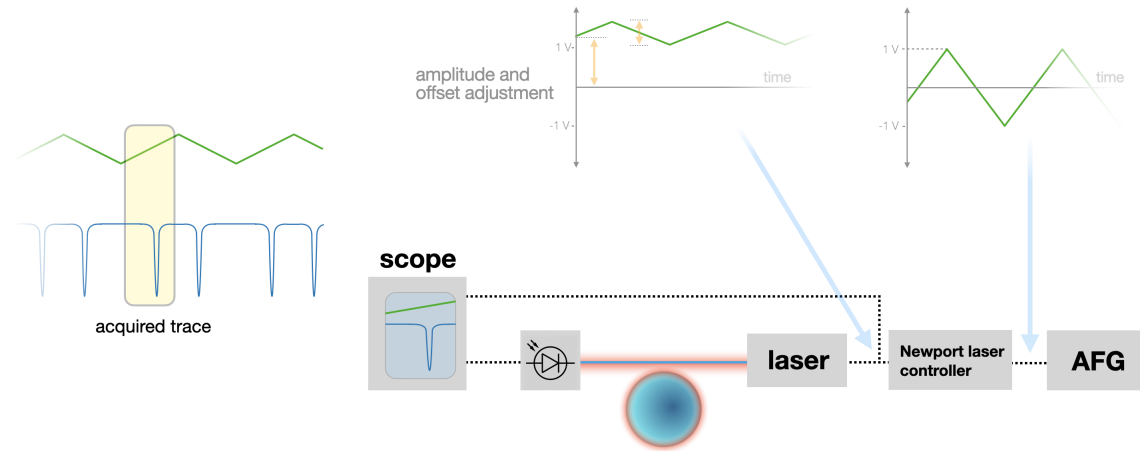 1 V
amplitude and
offset adjustment
time
-1 V
1 V
time
-1 V
acquired trace
scope
laser
Newport laser
controller
AFG